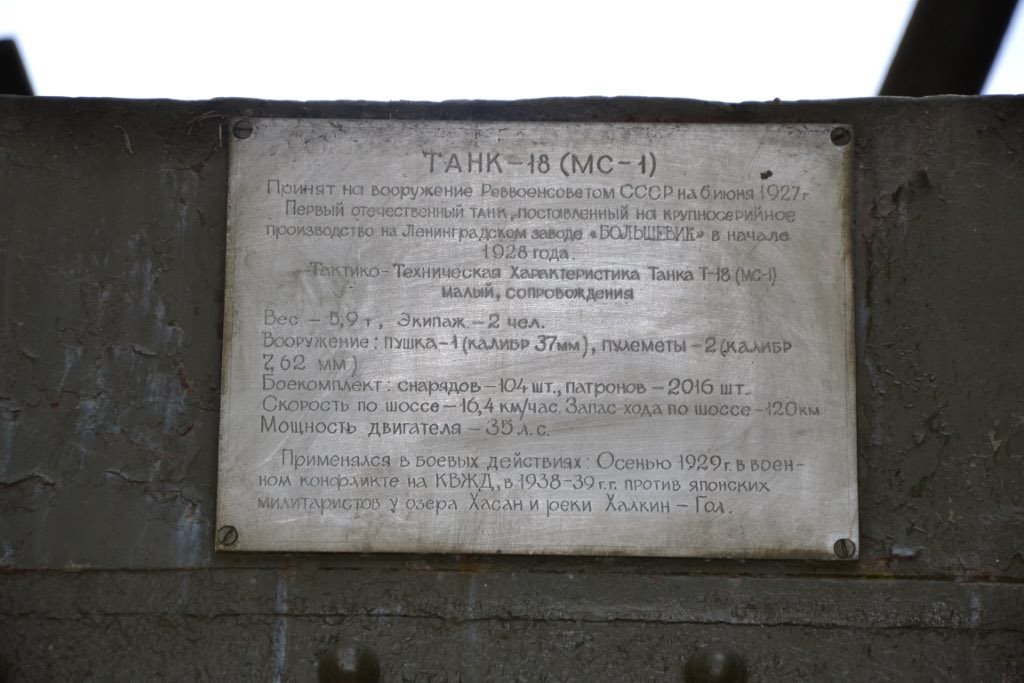 ТАНК-18 (МС-1)
Принят на вооружение Реввоенсоветом СССР на 6 июня 1927г
Первый отечественный танк, поставленный на крупносерийное
производство на Ленинградском заводе «БОЛЬШЕВИК» в начале
1928 года.
Тактико-Техническая Характеристика Танка Т-18 (МС-1)
малый, сопровождения
Вес - 5,9 т, Экипаж - 2 чел.
Вооружение: пушка-1 (калибр 37мм), пулеметы-2 (калибр
7,62 мм)
Боекомплект: снарядов-104 шт., патронов-2016 шт.
Скорость по шоссе-16,4 км/час. Запас хода по шоссе-120км
Мощность двигателя - 35 л.с.
Применялся в боевых действиях: Осенью 1929г. в воен-
ном конфликте на КВЖД, в 1938-39 г.г. против японских
милитаристов у озера Хасан и реки Халкин - Гол.